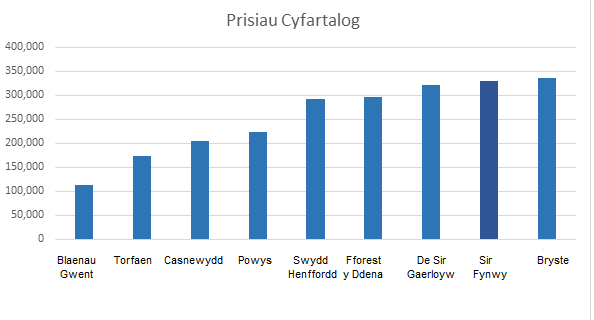 Prisiau Cyfartalog
400,000
350,000
300,000
250,000
200,000
150,000
100,000
50,000
0
Blaenau Gwent
Torfaen
Casnewydd
Powys
Swydd Henffordd
Fforest y Ddena
De Sir Gaerloyw
Sir Fynwy
Bryste